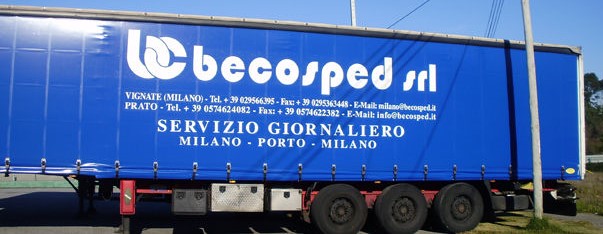 bc becosped srl
VIGNATE (MILANO) - Tel. + 39 029566395 - Fax: + 39 0295363448 - E-Mail: milano@becosped.it
PRATO - Tel. + 39 0574624082 - Fax: + 39 0574622382 - E-Mail: info@becosped.it
SERVIZIO GIORNALIERO
MILANO - PORTO - MILANO